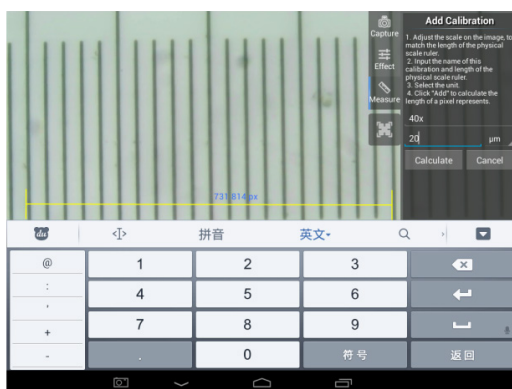 Capture
Effect
Measure
Add Calibration
1. Adjust the scale on the image, to
match the length of the physical
scale ruler.
2. Input the name of this
calibration and length of the
physical scale ruler.
3. Select the unit.
4. Click "Add" to calculate the
length of a pixel represents.
40x
20
μm
Calculate
Cancel
731.814 px
du
拼音
英文
@
:
,
+
-
1
2
3
4
5
6
7
8
9
.
0
符号
返回